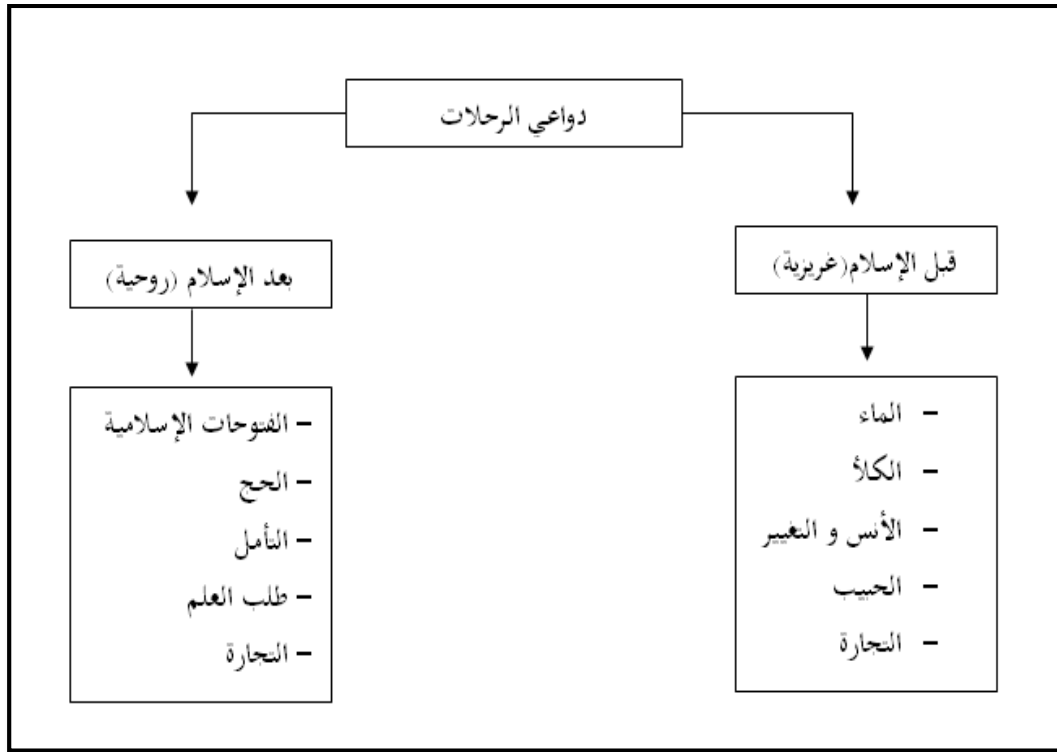 دواعي الرحلات
قبل الإسلام(غريزية)
- الماء
- الكلأ
- الأنس و التغيير
- الحبيب
- التجارة
بعد الإسلام (روحية)
- الفتوحات الإسلامية
- الحج
- التأمل
- طلب العلم
- التجارة